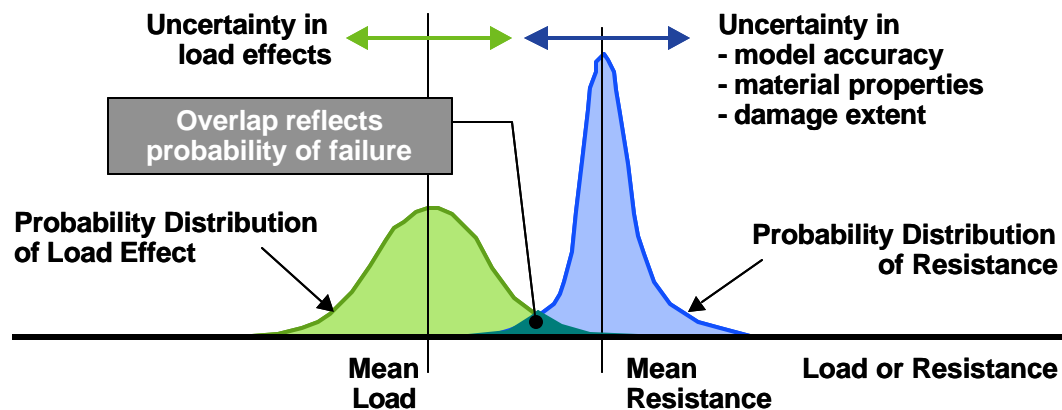 Uncertainty in
load effects
Uncertainty in
- model accuracy
- material properties
- damage extent
Overlap reflects
probability of failure
Probability Distribution
of Load Effect
Probability Distribution
of Resistance
Mean
Load
Mean
Resistance
Load or Resistance